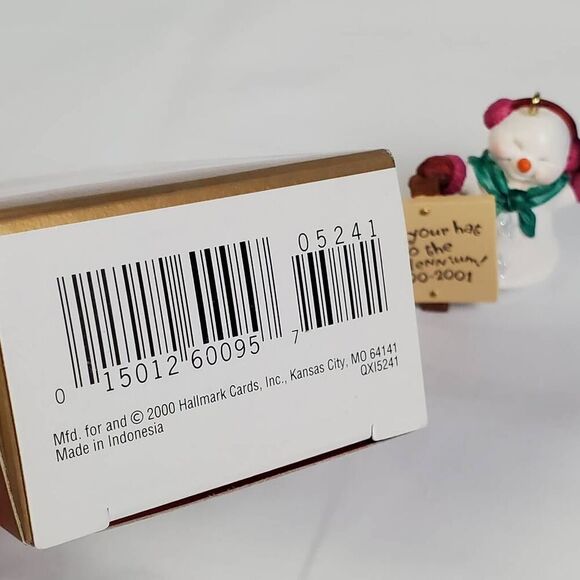 05241
0 15012 60095 7
Mfd. for and © 2000 Hallmark Cards, Inc., Kansas City, MO 64141
QXI5241
Made in Indonesia
your hat
to the
00-2001